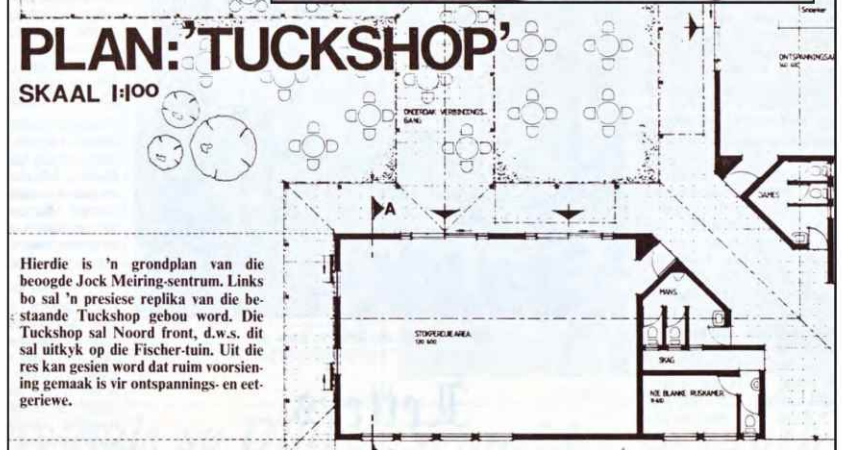 PLAN:'TUCKSHOP'
SKAAL 1:100
Snoeker
ONDERDAK VERBINDINGS-
GANG
DAMES
A
Hierdie is 'n grondplan van die
beoogde Jock Meiring-sentrum. Links
bo sal 'n presiese replika van die be-
staande Tuckshop gebou word. Die
Tuckshop sal Noord front, d.w.s. dit
sal uitkyk op die Fischer-tuin. Uit die
res kan gesien word dat ruim voorsien-
ing gemaak is vir ontspannings- en eet-
geriewe.
MANS
SKAG
NIE BLANKE RUSKAMER